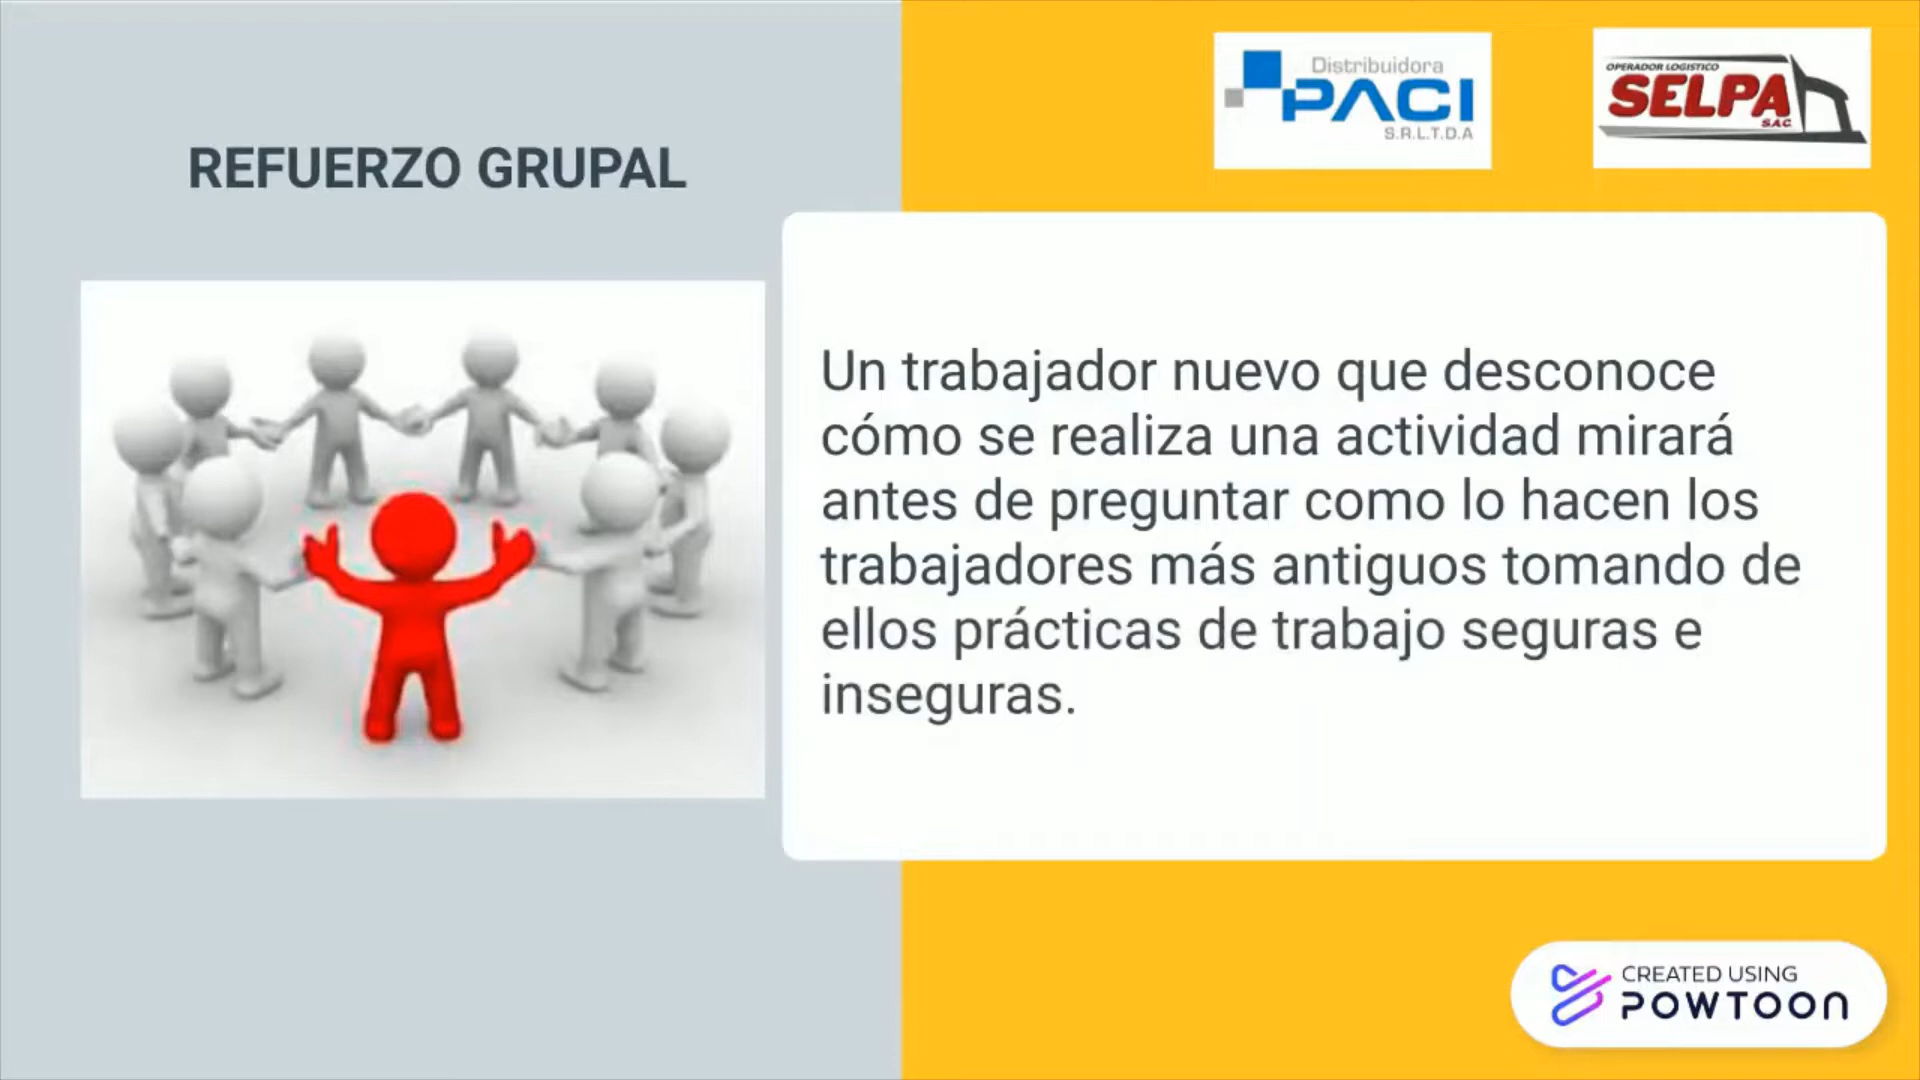 REFUERZO GRUPAL
Distribuidora
PACI
S.R.L.T.D.A
OPERADOR LOGISTICO
SELPA
S.A.C.
Un trabajador nuevo que desconoce
cómo se realiza una actividad mirará
antes de preguntar como lo hacen los
trabajadores más antiguos tomando de
ellos prácticas de trabajo seguras e
inseguras.
CREATED USING
POWTOON